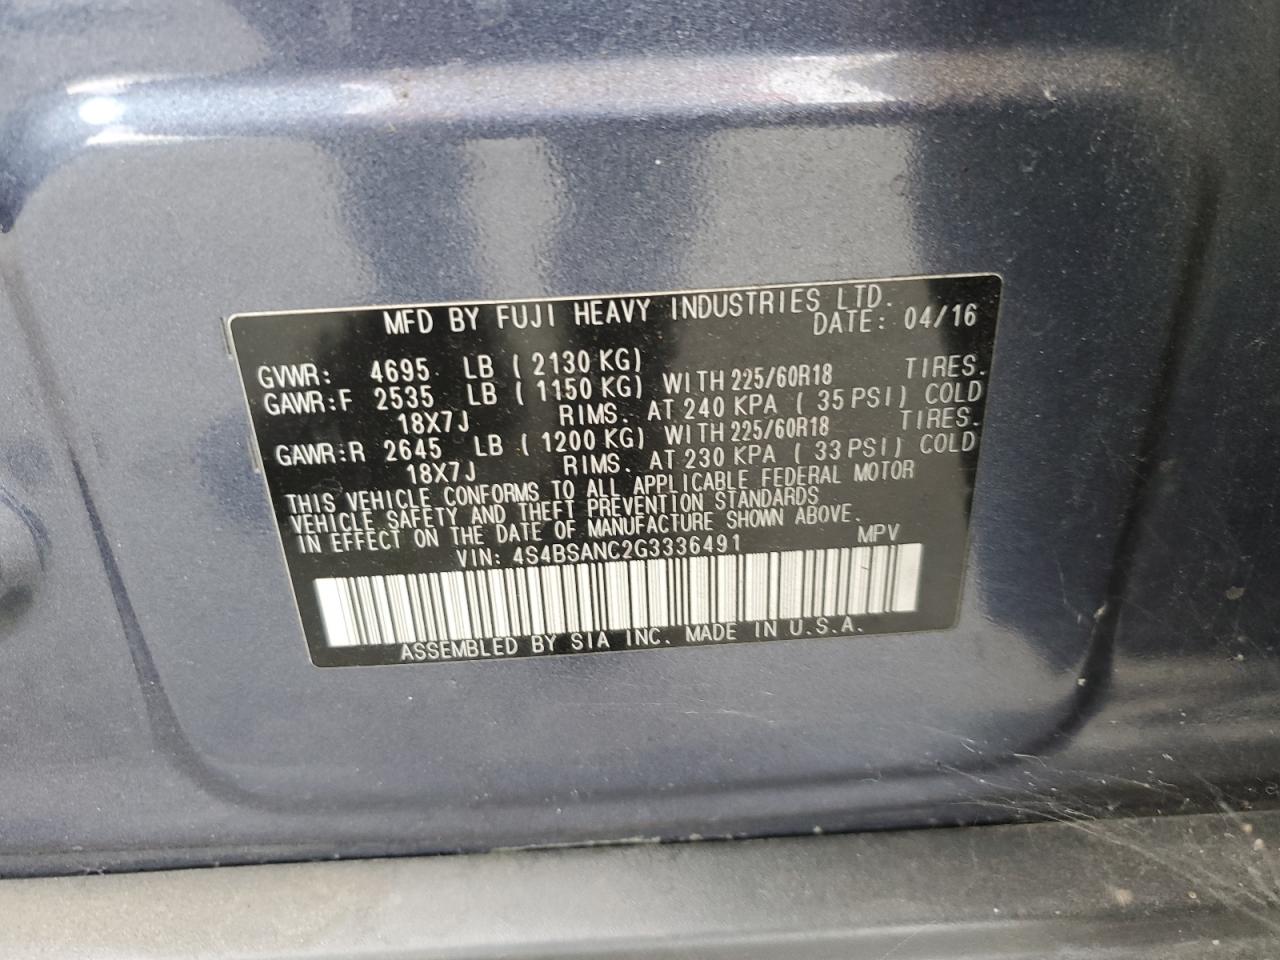 MFD BY FUJI HEAVY INDUSTRIES LTD.
DATE: 04/16
GVWR: 4695 LB ( 2130 KG)
GAWR:F 2535 LB ( 1150 KG) WITH 225/60R18 TIRES.
18X7J RIMS. AT 240 KPA ( 35 PSI) COLD
GAWR:R 2645 LB ( 1200 KG) WITH 225/60R18 TIRES.
18X7J RIMS. AT 230 KPA ( 33 PSI) COLD
THIS VEHICLE CONFORMS TO ALL APPLICABLE FEDERAL MOTOR
VEHICLE SAFETY AND THEFT PREVENTION STANDARDS
IN EFFECT ON THE DATE OF MANUFACTURE SHOWN ABOVE.
VIN: 4S4BSANC2G3336491 MPV
ASSEMBLED BY SIA INC. MADE IN U.S.A.